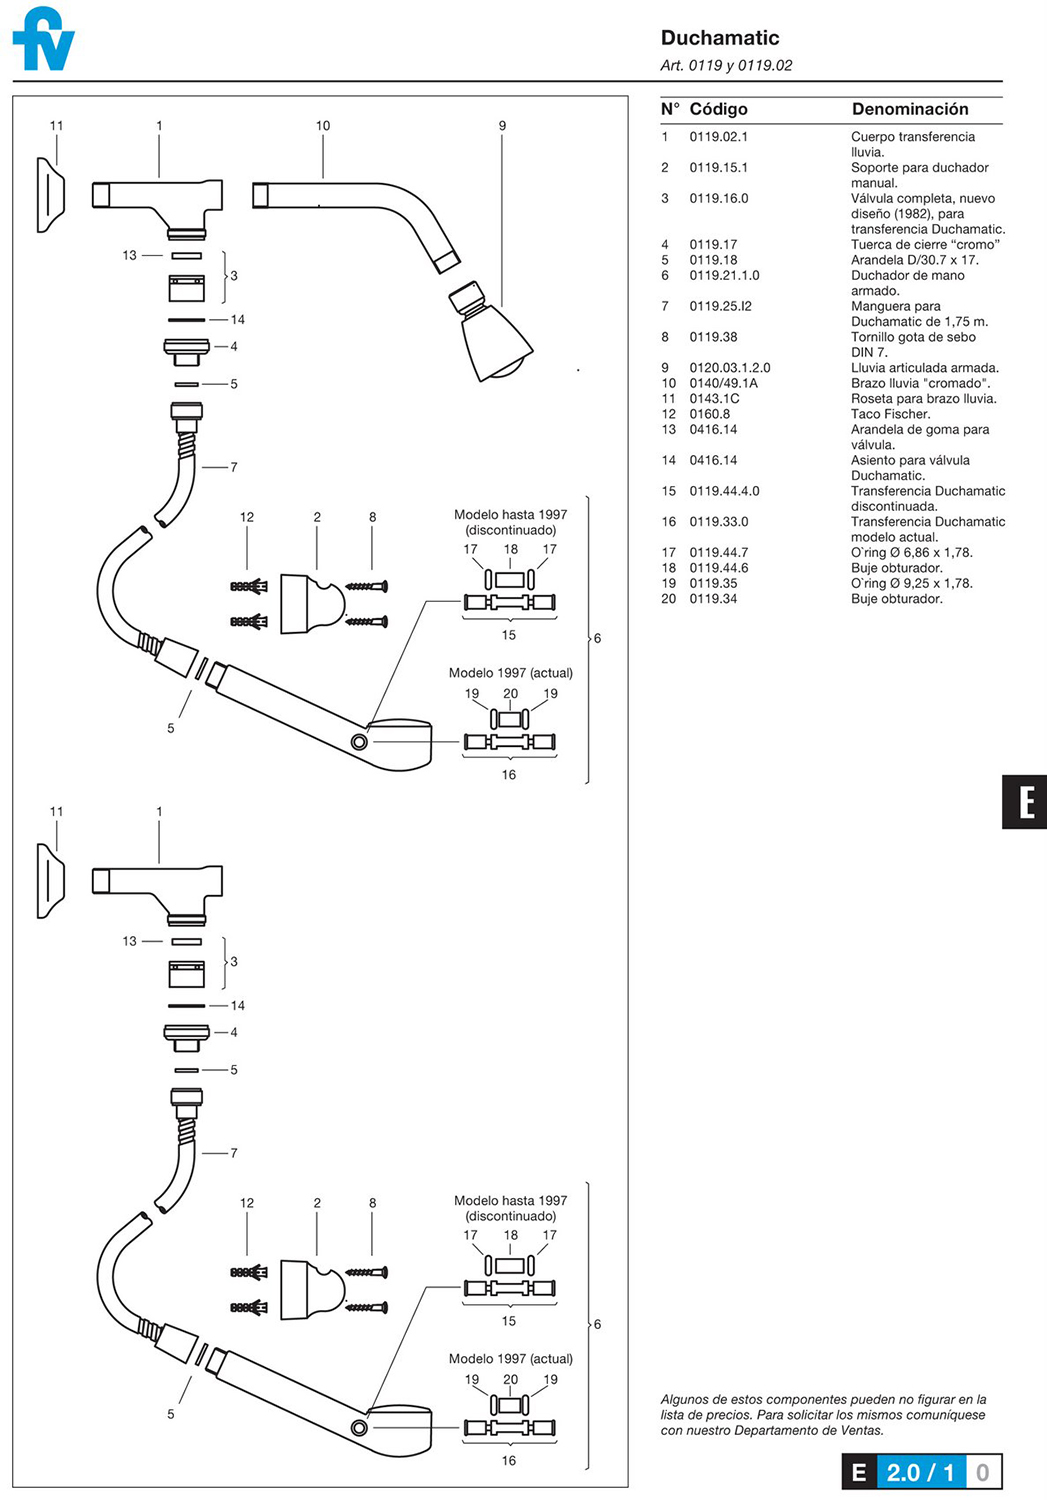 fv
Duchamatic
Art. 0119 y 0119.02
N° Código Denominación
1 0119.02.1 Cuerpo transferencia
lluvia.
2 0119.15.1 Soporte para duchador
manual.
3 0119.16.0 Válvula completa, nuevo
diseño (1982), para
transferencia Duchamatic.
4 0119.17 Tuerca de cierre “cromo”
5 0119.18 Arandela D/30.7 x 17.
6 0119.21.1.0 Duchador de mano
armado.
7 0119.25.I2 Manguera para
Duchamatic de 1,75 m.
8 0119.38 Tornillo gota de sebo
DIN 7.
9 0120.03.1.2.0 Lluvia articulada armada.
10 0140/49.1A Brazo lluvia "cromado".
11 0143.1C Roseta para brazo lluvia.
12 0160.8 Taco Fischer.
13 0416.14 Arandela de goma para
válvula.
14 0416.14 Asiento para válvula
Duchamatic.
15 0119.44.4.0 Transferencia Duchamatic
discontinuada.
16 0119.33.0 Transferencia Duchamatic
modelo actual.
17 0119.44.7 O`ring Ø 6,86 x 1,78.
18 0119.44.6 Buje obturador.
19 0119.35 O`ring Ø 9,25 x 1,78.
20 0119.34 Buje obturador.
11 1 10 9
13
3
14
4
5
7
12 2 8
Modelo hasta 1997
(discontinuado)
17 18 17
15
6
Modelo 1997 (actual)
19 20 19
5
16
11 1
13
3
14
4
5
7
12 2 8
Modelo hasta 1997
(discontinuado)
17 18 17
15
6
Modelo 1997 (actual)
19 20 19
5
16
E
Algunos de estos componentes pueden no figurar en la
lista de precios. Para solicitar los mismos comuníquese
con nuestro Departamento de Ventas.
E 2.0 / 1 0